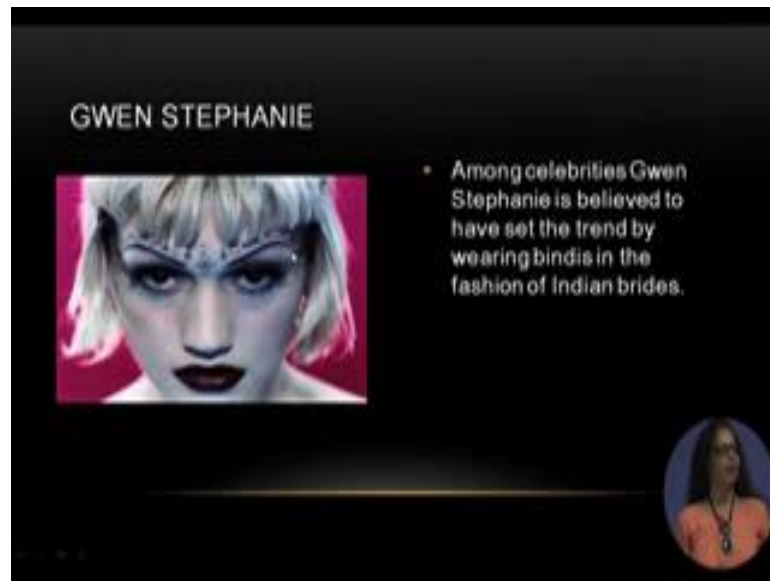 GWEN STEPHANIE
Among celebrities Gwen
Stephanie is believed to
have set the trend by
wearing bindis in the
fashion of Indian brides.